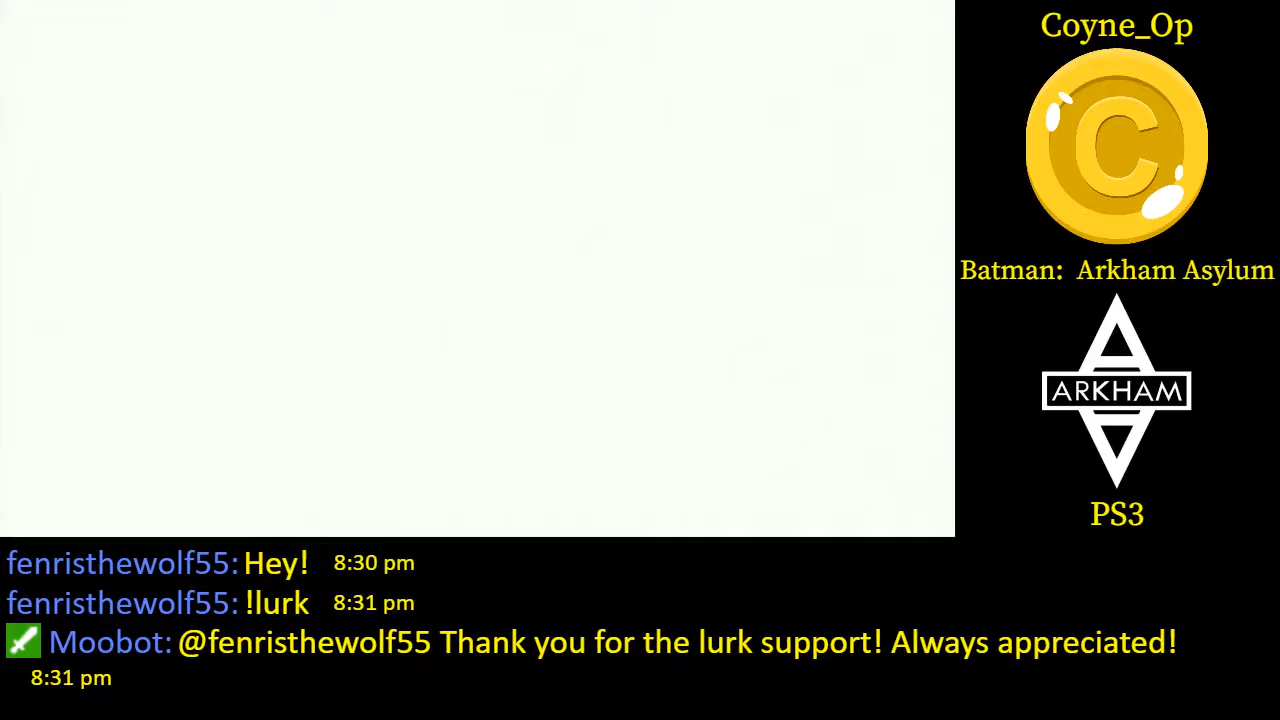 Coyne_Op
C
Batman: Arkham Asylum
ARKHAM
PS3
fenristhewolf55: Hey! 8:30 pm
fenristhewolf55: !lurk 8:31 pm
Moobot: @fenristhewolf55 Thank you for the lurk support! Always appreciated!
8:31 pm